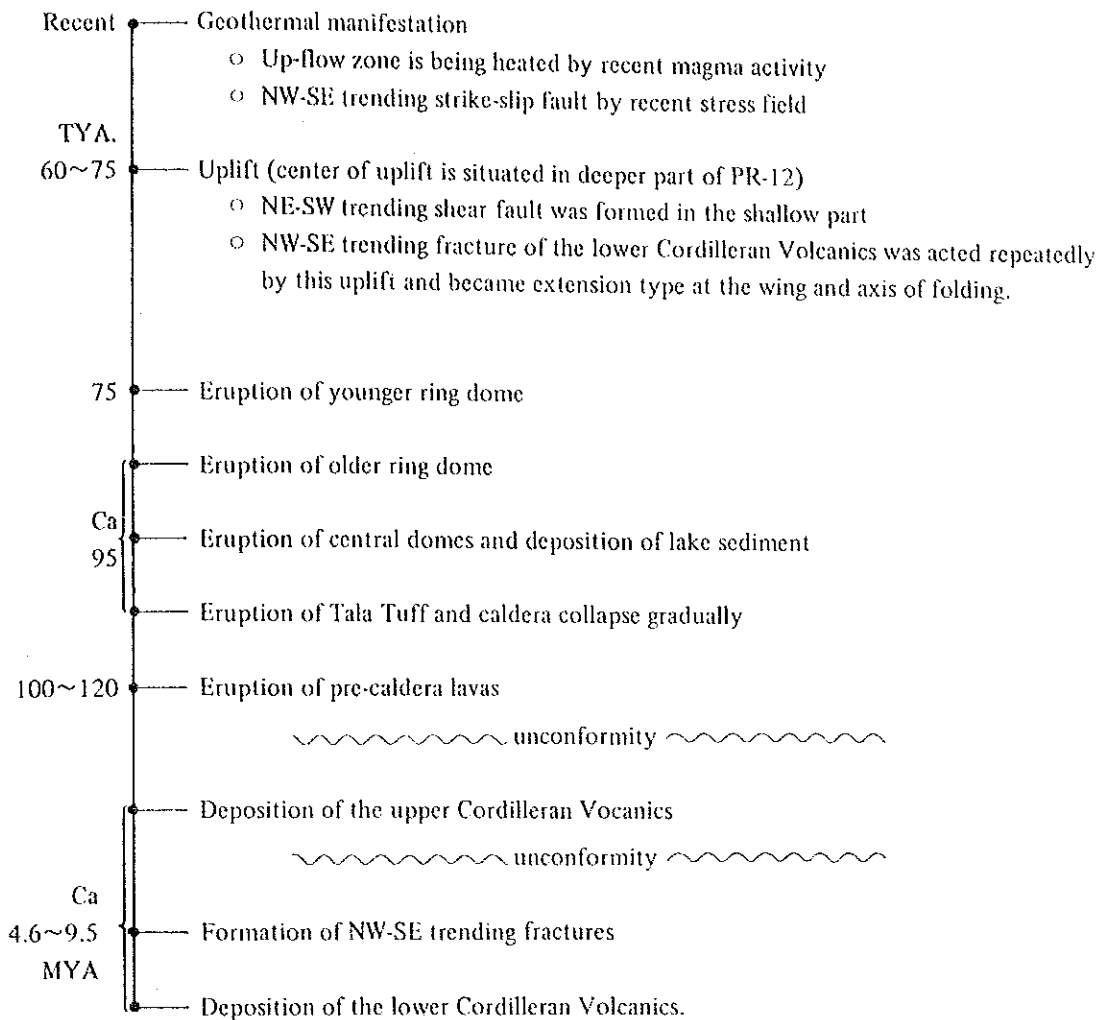 Recent Geothermal manifestation
○ Up-flow zone is being heated by recent magma activity
○ NW-SE trending strike-slip fault by recent stress field
TYA.
60~75 Uplift (center of uplift is situated in deeper part of PR-12)
○ NE-SW trending shear fault was formed in the shallow part
○ NW-SE trending fracture of the lower Cordilleran Volcanics was acted repeatedly
by this uplift and became extension type at the wing and axis of folding.
75 Eruption of younger ring dome
Eruption of older ring dome
Ca
95
Eruption of central domes and deposition of lake sediment
Eruption of Tala Tuff and caldera collapse gradually
100~120 Eruption of pre-caldera lavas
unconformity
Deposition of the upper Cordilleran Vocanics
unconformity
Ca
4.6~9.5 Formation of NW-SE trending fractures
MYA
Deposition of the lower Cordilleran Volcanics.